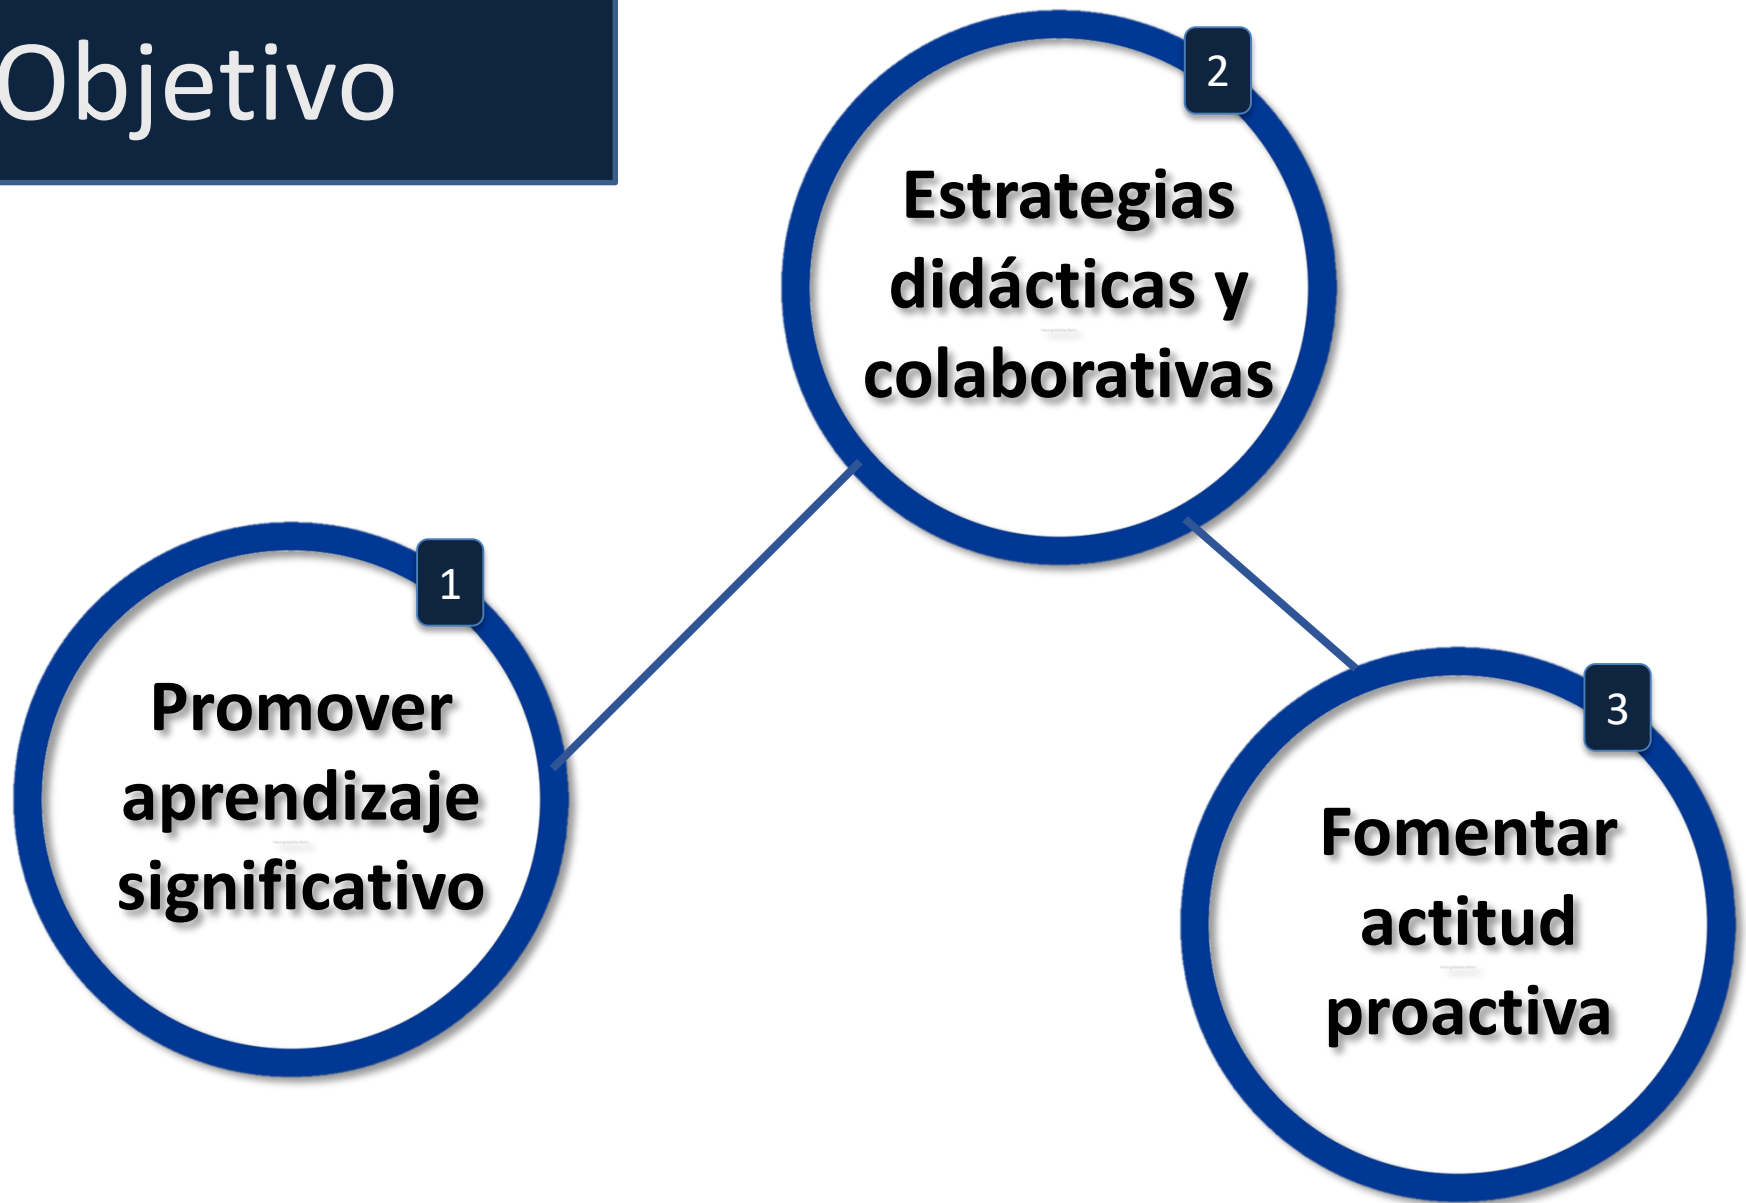 Objetivo
1
Promover
aprendizaje
significativo
2
Estrategias
didácticas y
colaborativas
3
Fomentar
actitud
proactiva